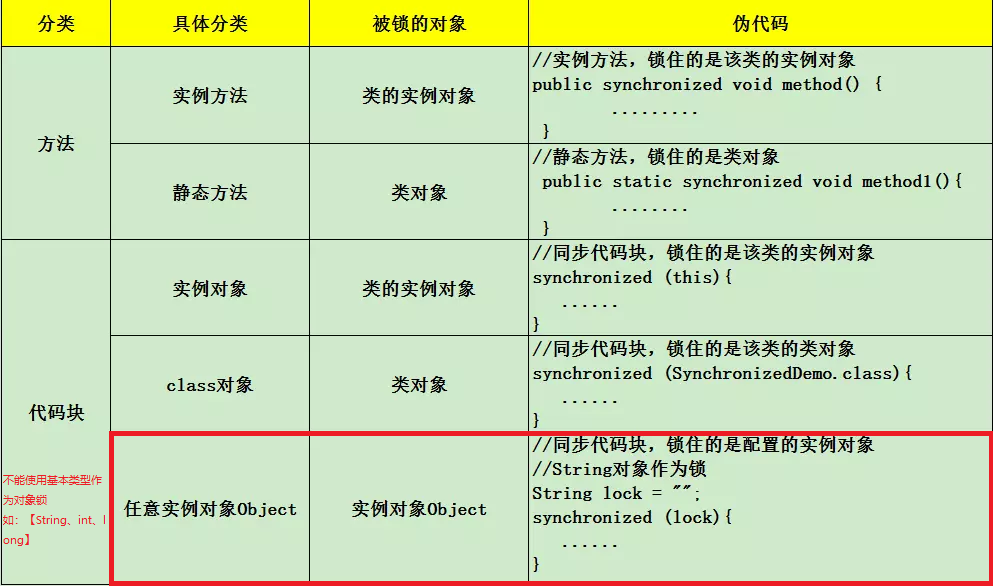 分类 具体分类 被锁的对象 伪代码
方法
实例方法
类的实例对象
//实例方法，锁住的是该类的实例对象
public synchronized void method() {
.........
}
静态方法
类对象
//静态方法，锁住的是类对象
public static synchronized void method1(){
........
}
代码块
不能使用基本类型作
为对象锁
如：【String、int、l
ong】
实例对象
类的实例对象
//同步代码块，锁住的是该类的实例对象
synchronized (this){
......
}
class对象
类对象
//同步代码块，锁住的是该类的类对象
synchronized (SynchronizedDemo.class){
......
}
任意实例对象Object
实例对象Object
//同步代码块，锁住的是配置的实例对象
//String对象作为锁
String lock = "";
synchronized (lock){
......
}